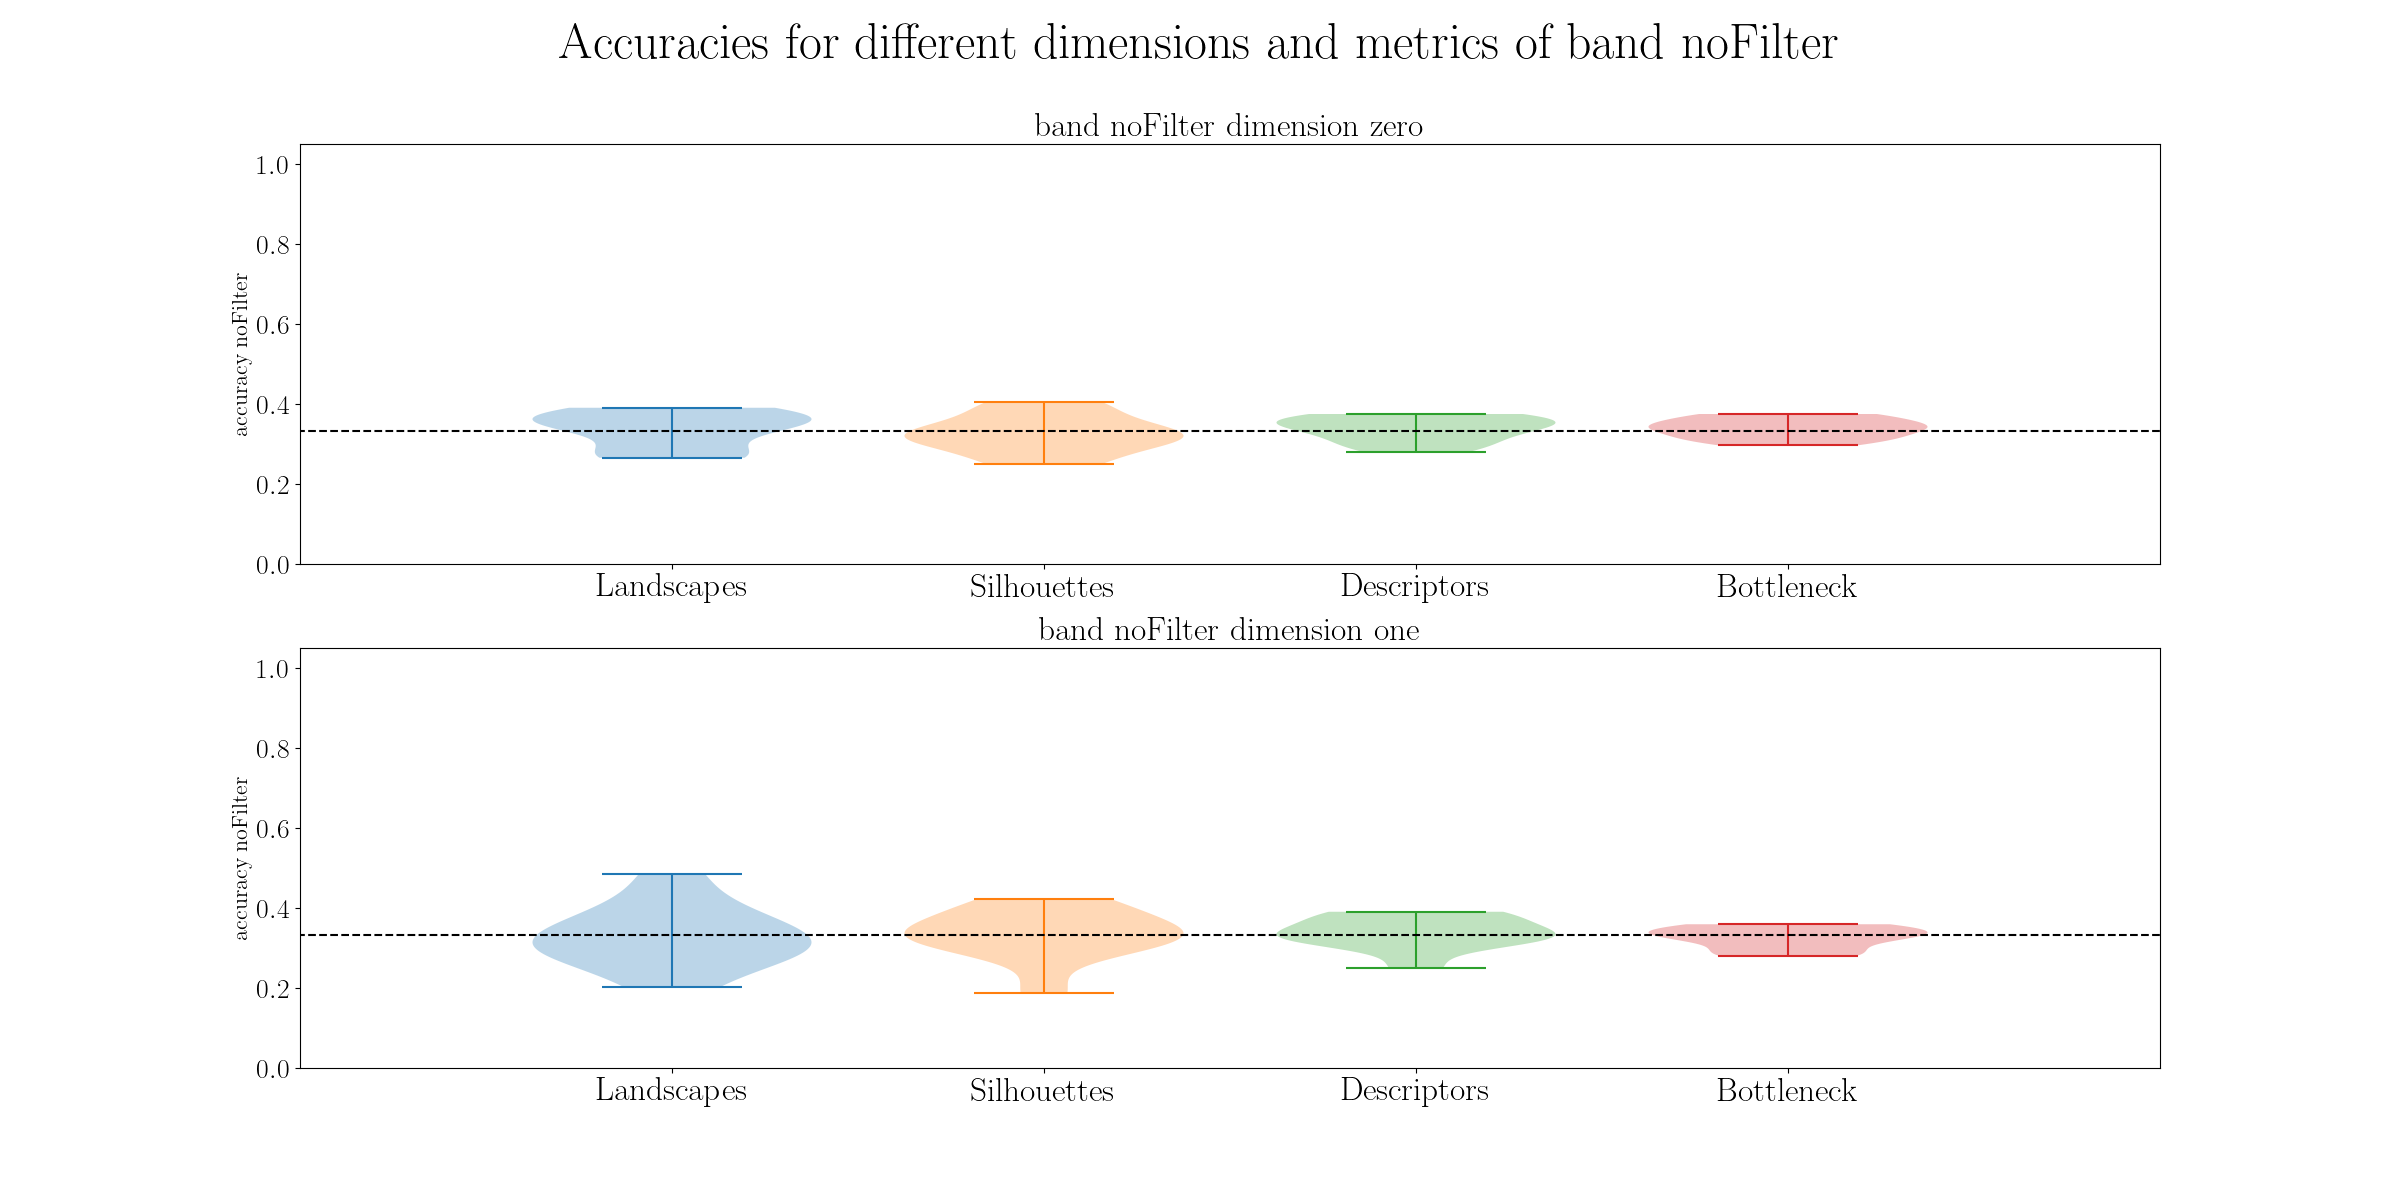 Accuracies for different dimensions and metrics of band noFilter
band noFilter dimension zero
accuracy noFilter
1.0
0.8
0.6
0.4
0.2
0.0
Landscapes Silhouettes Descriptors Bottleneck
band noFilter dimension one
accuracy noFilter
1.0
0.8
0.6
0.4
0.2
0.0
Landscapes Silhouettes Descriptors Bottleneck